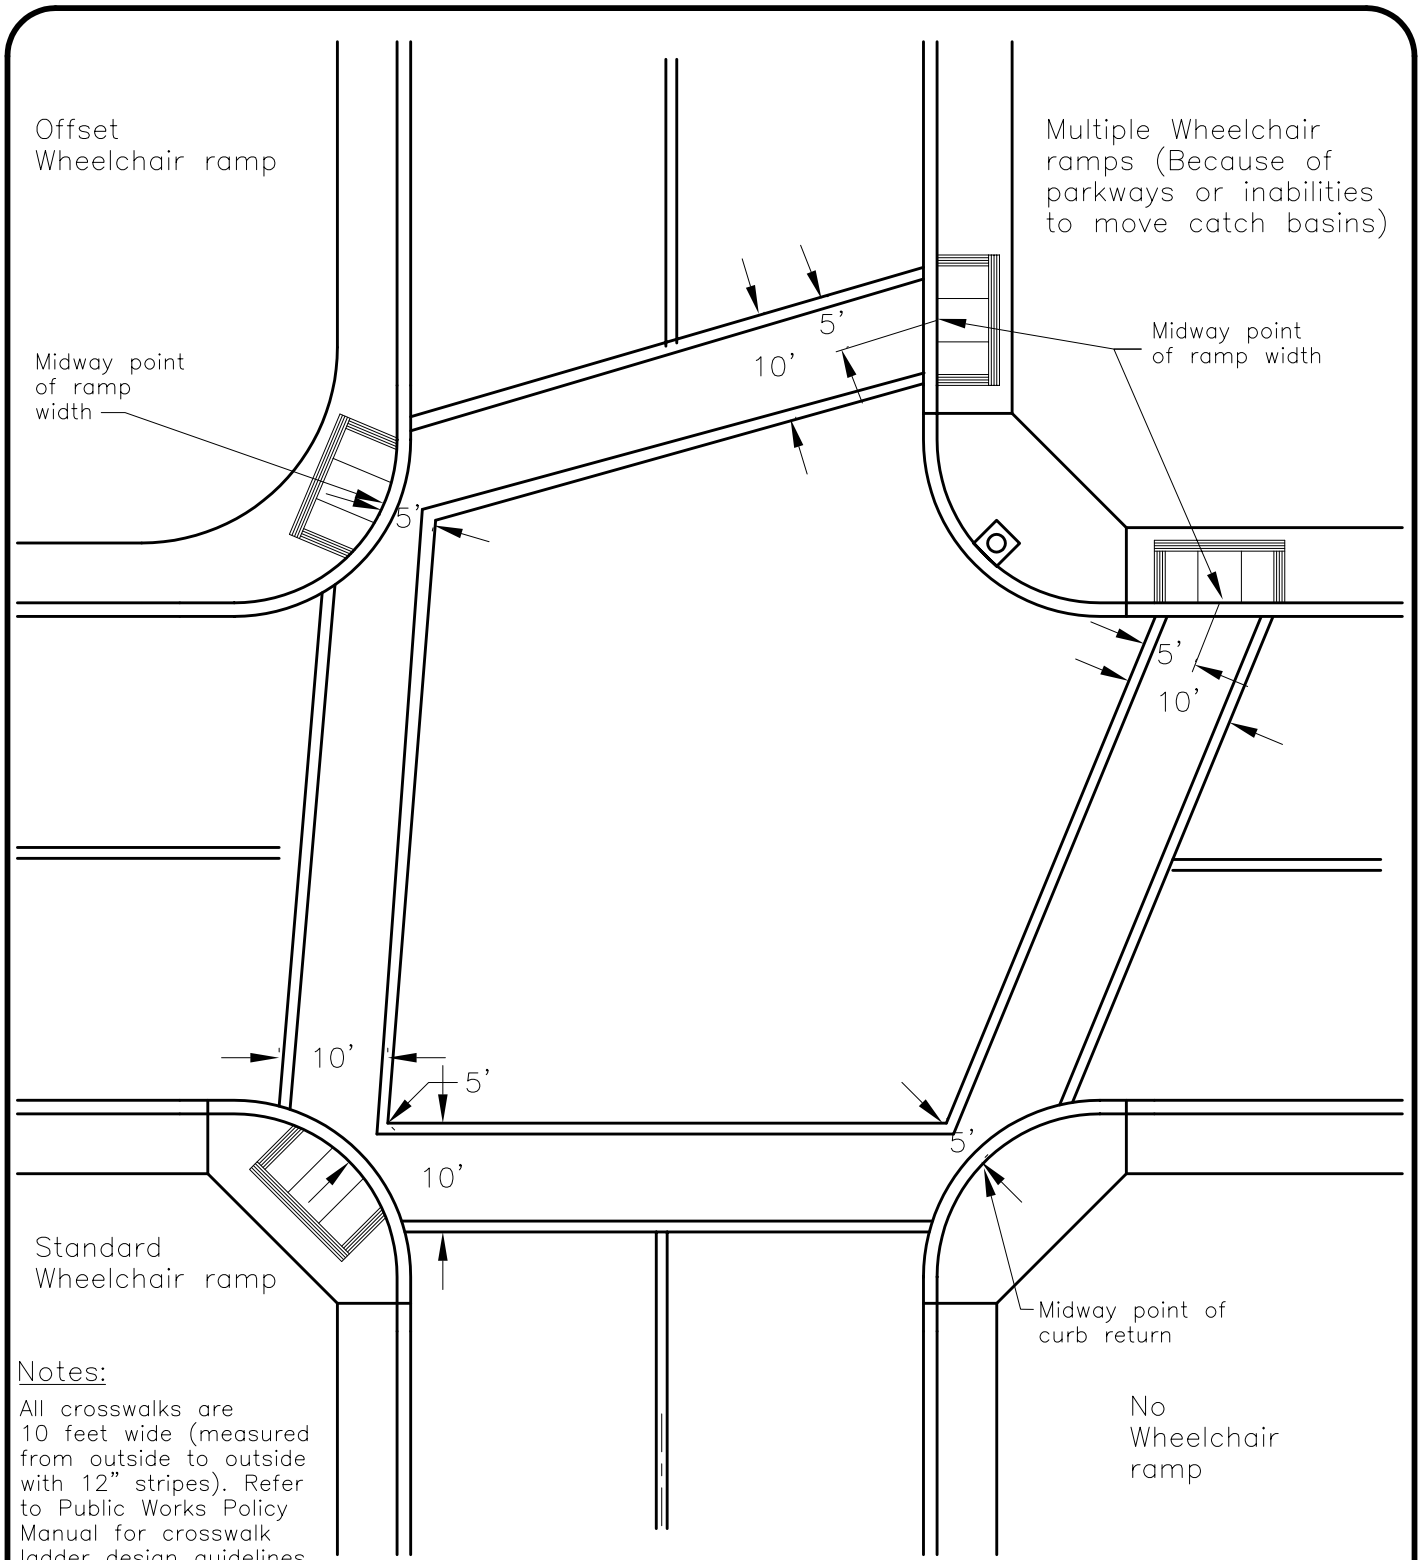 Offset
Wheelchair ramp
Multiple Wheelchair
ramps (Because of
parkways or inabilities
to move catch basins)
5'
10'
Midway point
of ramp width
Midway point
of ramp
width
5'
5'
10'
10'
5'
5'
10'
Standard
Wheelchair ramp
Midway point of
curb return
No
Wheelchair
ramp
Notes:
All crosswalks are
10 feet wide (measured
from outside to outside
with 12" stripes). Refer
to Public Works Policy
Manual for crosswalk
ladder design guidelines